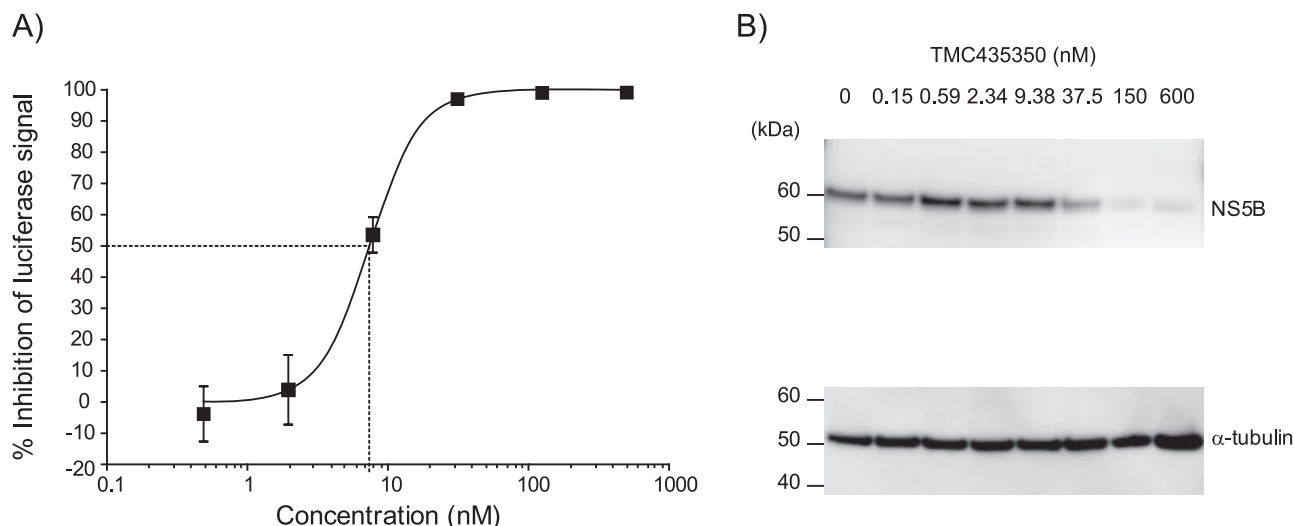 A)
% Inhibition of luciferase signal
100
90
80
70
60
50
40
30
20
10
0
-10
-20
0.1 1 10 100 1000
Concentration (nM)
B)
TMC435350 (nM)
0 0.15 0.59 2.34 9.38 37.5 150 600
(kDa)
60
50
NS5B
60
50
40
α-tubulin